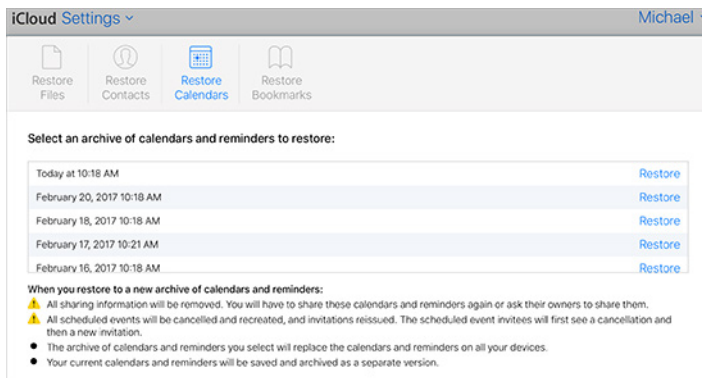 iCloud Settings
Michael
Restore Files
Restore Contacts
Restore Calendars
Restore Bookmarks
Select an archive of calendars and reminders to restore:
Today at 10:18 AM Restore
February 20, 2017 10:18 AM Restore
February 18, 2017 10:18 AM Restore
February 17, 2017 10:21 AM Restore
February 16, 2017 10:18 AM Restore
When you restore to a new archive of calendars and reminders:
All sharing information will be removed. You will have to share these calendars and reminders again or ask their owners to share them.
All scheduled events will be cancelled and recreated, and invitations reissued. The scheduled event invitees will first see a cancellation and
then a new invitation.
● The archive of calendars and reminders you select will replace the calendars and reminders on all your devices.
● Your current calendars and reminders will be saved and archived as a separate version.